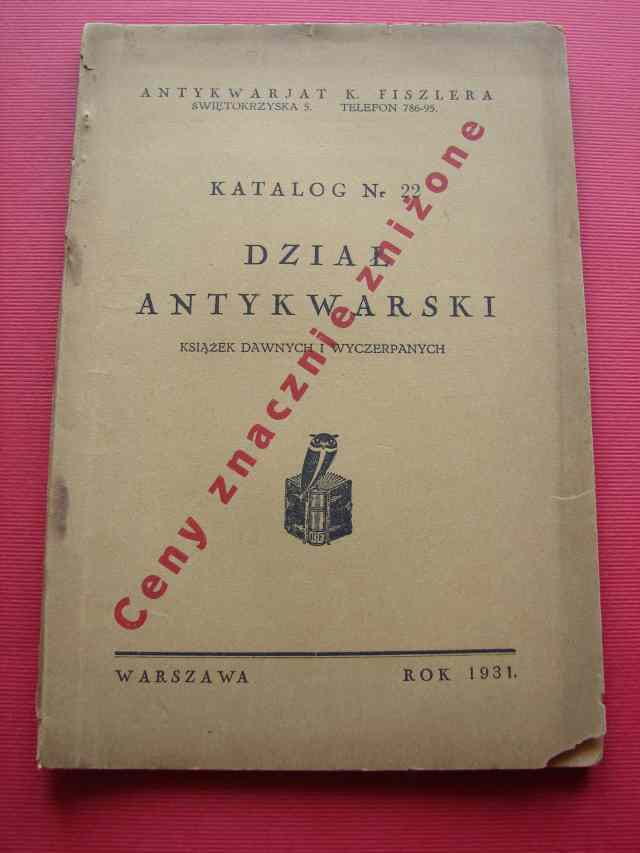 ANTYKWARJAT K. FISZLERA
ŚWIĘTOKRZYSKA 5. TELEFON 786-95.
KATALOG Nr 22
DZIAŁ
ANTYKWARSKI
KSIĄŻEK DAWNYCH I WYCZERPANYCH
Ceny znacznie zniżone
WARSZAWA ROK 1931.